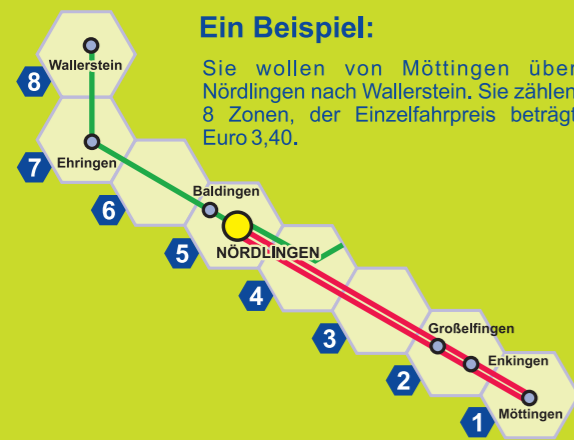 Ein Beispiel:
Sie wollen von Möttingen über
Nördlingen nach Wallerstein. Sie zählen
8 Zonen, der Einzelfahrpreis beträgt
Euro 3,40.
Wallerstein
8
Ehringen
7
6
Baldingen
5
NÖRDLINGEN
4
3
Großelfingen
2
Enkingen
1
Möttingen